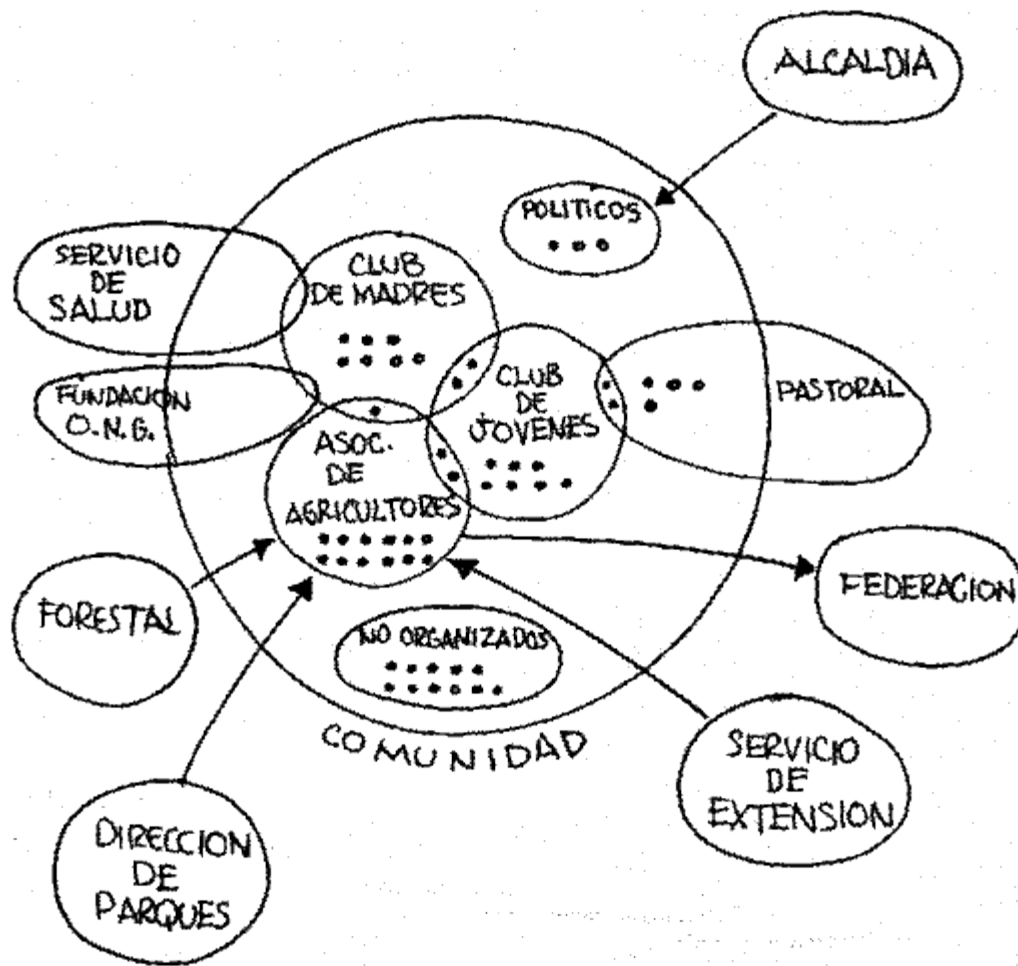 ALCALDIA
POLITICOS
SERVICIO
DE
SALUD
CLUB
DE MADRES
FUNDACION
O.N.G.
CLUB
DE
JOVENES
PASTORAL
ASOC.
DE
AGRICULTORES
FORESTAL
FEDERACION
NO ORGANIZADOS
COMUNIDAD
SERVICIO
DE
EXTENSION
DIRECCION
DE
PARQUES